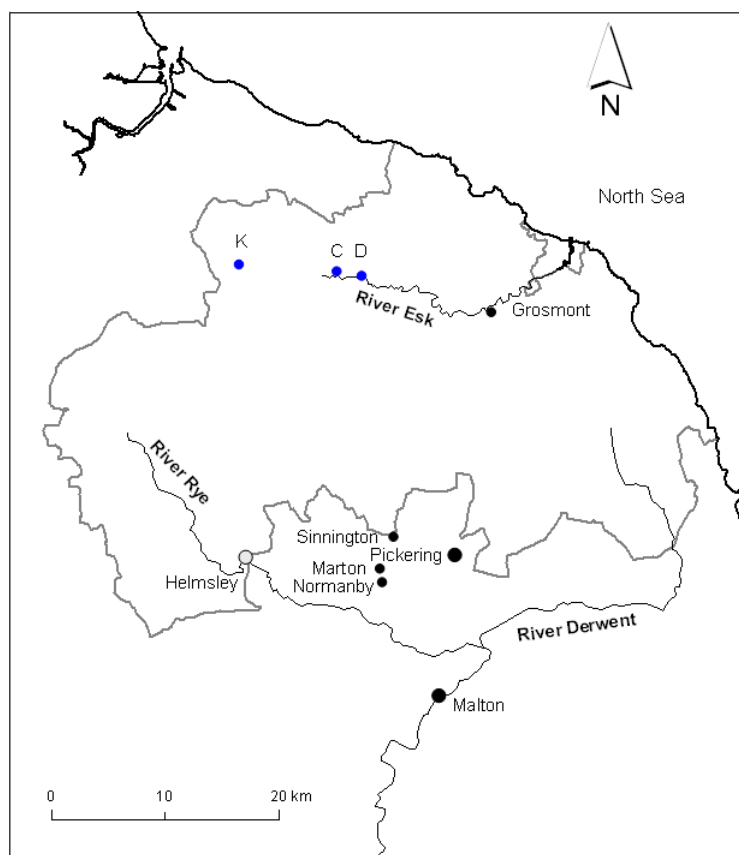 N
North Sea
K
C D
River Esk
Grosmont
River Rye
Sinnington
Pickering
Helmsley
Marton
Normanby
River Derwent
Malton
0 10 20 km